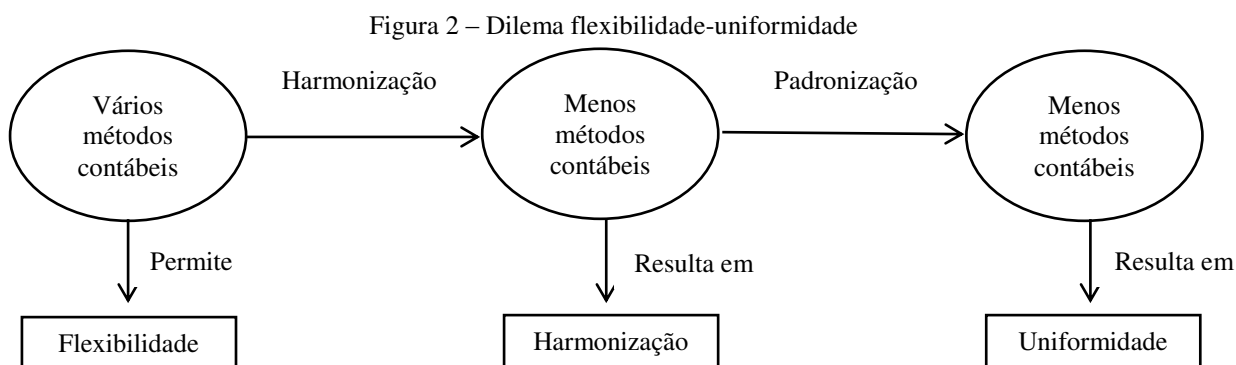 Figura 2 – Dilema flexibilidade-uniformidade
Harmonização
Padronização
Vários
métodos
contábeis
Menos
métodos
contábeis
Menos
métodos
contábeis
Permite
Resulta em
Resulta em
Flexibilidade
Harmonização
Uniformidade